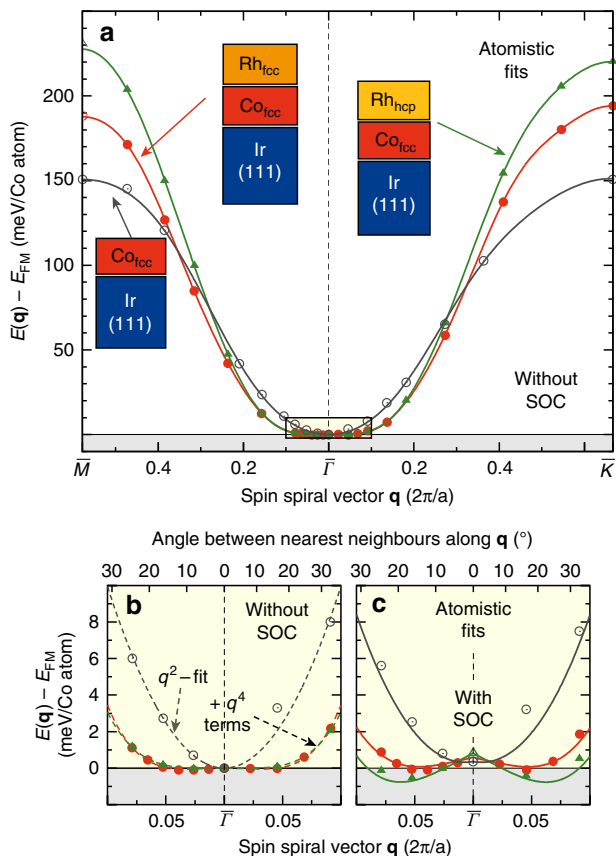 a
Atomistic
fits
Rh_fcc
Co_fcc
Ir
(111)
Rh_hcp
Co_fcc
Ir
(111)
Co_fcc
Ir
(111)
Without
SOC
E(q) – E_FM (meV/Co atom)
200
150
100
50
M̅ 0.4 0.2 Γ̅ 0.2 0.4 K̅
Spin spiral vector q (2π/a)
Angle between nearest neighbours along q (°)
30 20 10 0 10 20 30
30 20 10 0 10 20 30
b
Without
SOC
q²–fit
+ q⁴
terms
c
Atomistic
fits
With
SOC
E(q) – E_FM
(meV/Co atom)
8
6
4
2
0
0.05 Γ̅ 0.05
0.05 Γ̅ 0.05
Spin spiral vector q (2π/a)